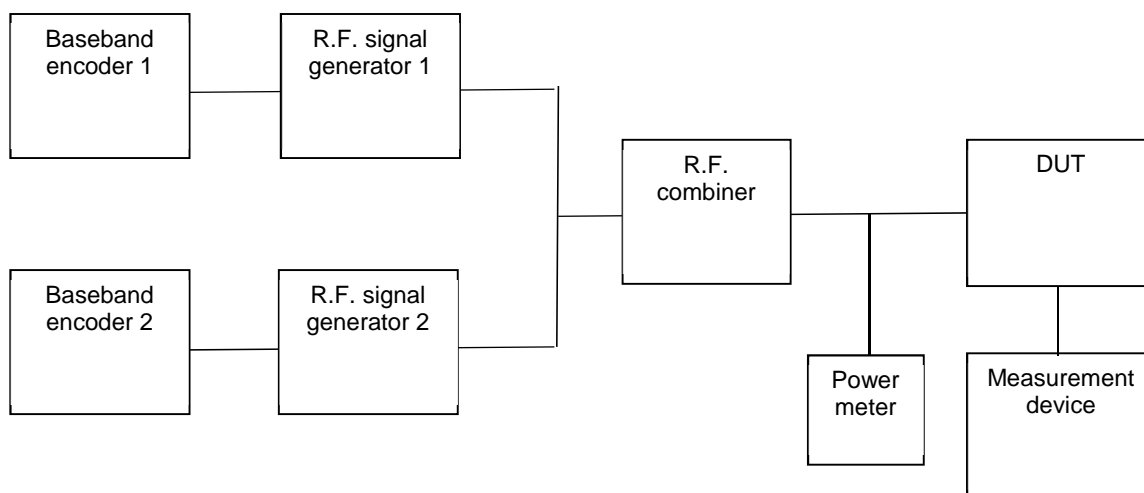 Baseband
encoder 1
R.F. signal
generator 1
R.F.
combiner
DUT
Baseband
encoder 2
R.F. signal
generator 2
Power
meter
Measurement
device